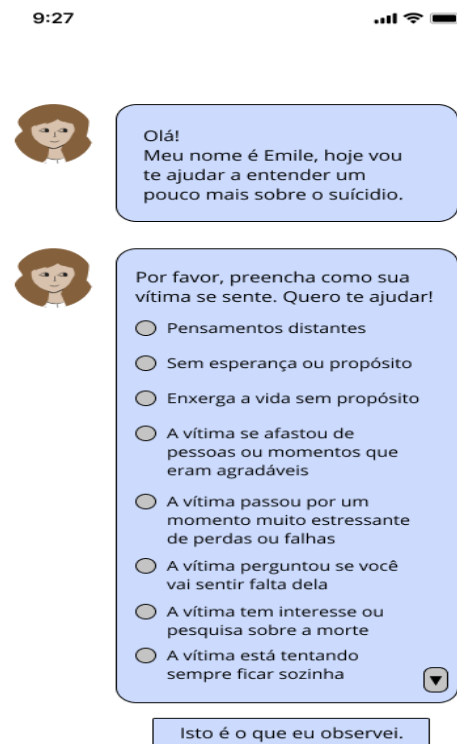 9:27
Olá!
Meu nome é Emile, hoje vou
te ajudar a entender um
pouco mais sobre o suícidio.
Por favor, preencha como sua
vítima se sente. Quero te ajudar!
Pensamentos distantes
Sem esperança ou propósito
Enxerga a vida sem propósito
A vítima se afastou de
pessoas ou momentos que
eram agradáveis
A vítima passou por um
momento muito estressante
de perdas ou falhas
A vítima perguntou se você
vai sentir falta dela
A vítima tem interesse ou
pesquisa sobre a morte
A vítima está tentando
sempre ficar sozinha
Isto é o que eu observei.